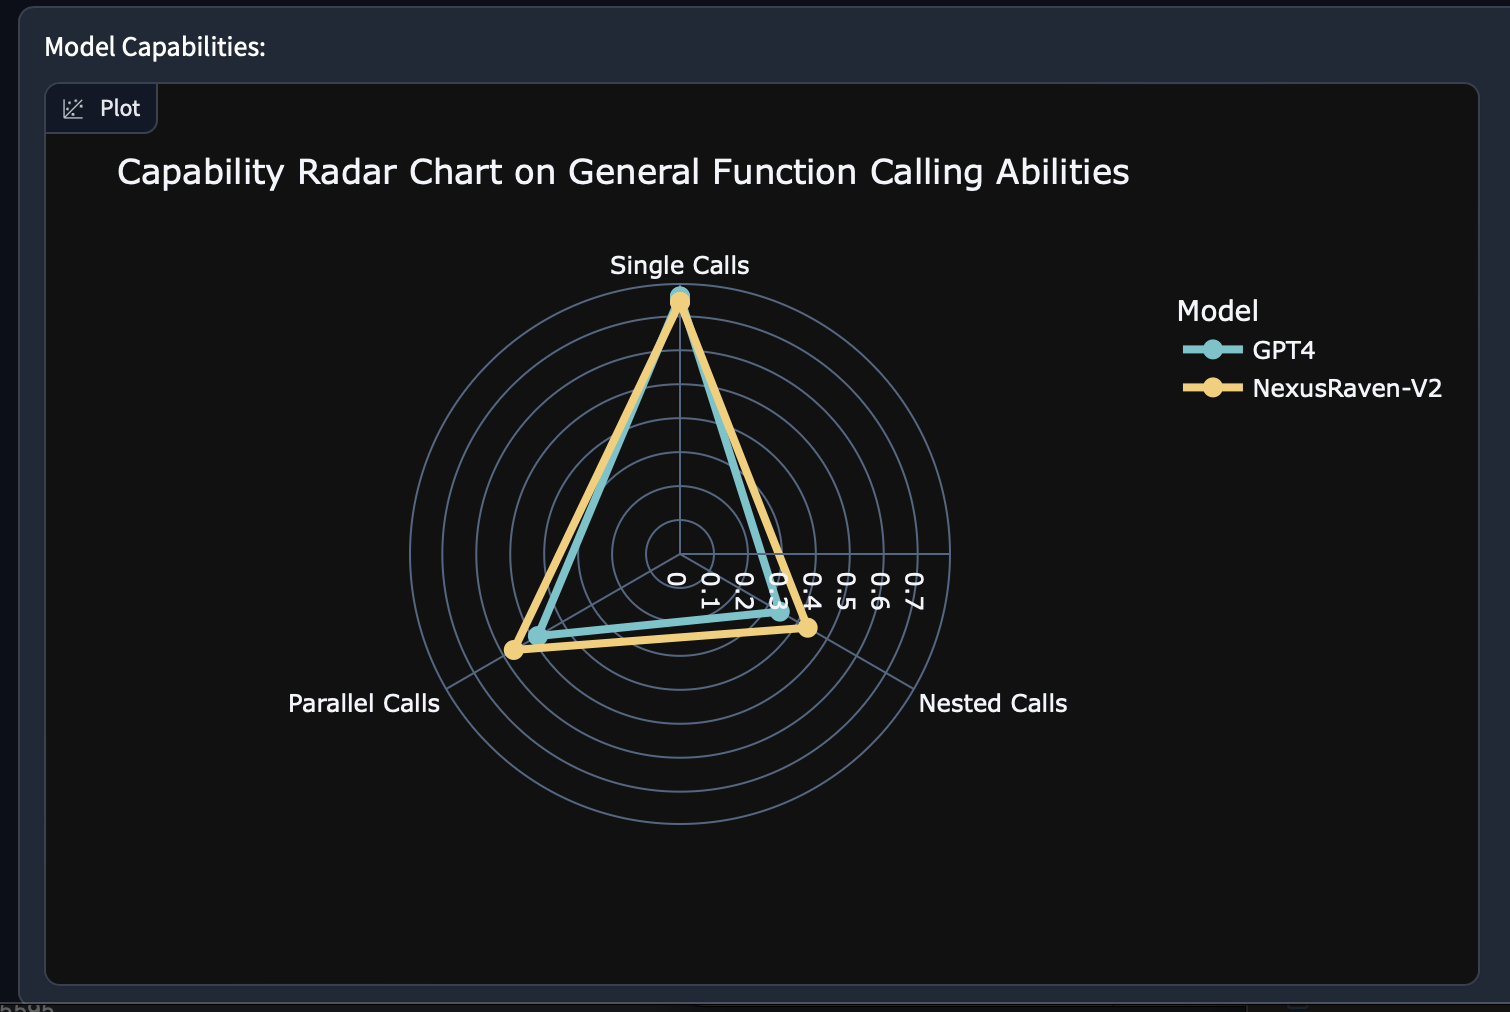 Model Capabilities:
Plot
Capability Radar Chart on General Function Calling Abilities
Single Calls
Model
GPT4
NexusRaven-V2
0
0.1
0.2
0.3
0.4
0.5
0.6
0.7
Parallel Calls
Nested Calls